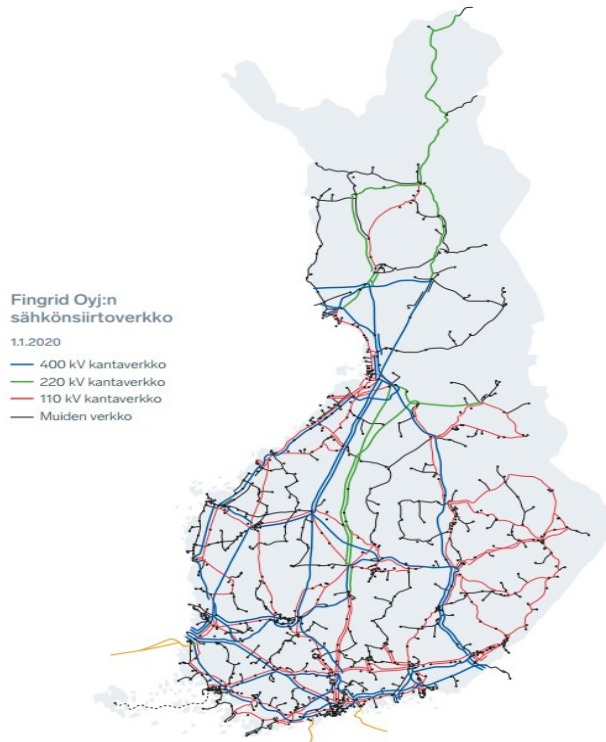 Fingrid Oyj:n
sähkönsiirtoverkko
1.1.2020
400 kV kantaverkko
220 kV kantaverkko
110 kV kantaverkko
Muiden verkko